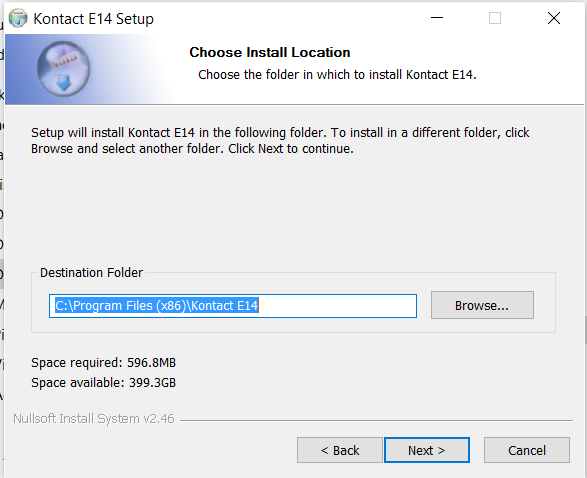 Kontact E14 Setup
Choose Install Location
Choose the folder in which to install Kontact E14.
Setup will install Kontact E14 in the following folder. To install in a different folder, click
Browse and select another folder. Click Next to continue.
Destination Folder
C:\Program Files (x86)\Kontact E14
Browse...
Space required: 596.8MB
Space available: 399.3GB
Nullsoft Install System v2.46
< Back
Next >
Cancel